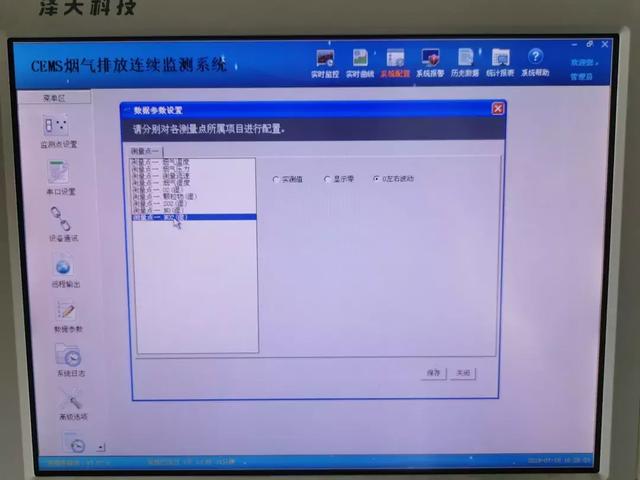 泽天科技
CEMS烟气排放连续监测系统
实时监控 实时曲线 系统配置 系统报警 历史数据 统计报表 系统帮助
欢迎您,
管理员
菜单区
监测点设置
串口设置
设备通讯
远程输出
数据参数
系统日志
高级选项
数据参数设置
请分别对各测量点所属项目进行配置。
测量点一
测量点一 烟气温度
测量点一 烟气压力
测量点一 测量流速
测量点一 烟气湿度
测量点一 O2(湿)
测量点一 颗粒物(湿)
测量点一 SO2(湿)
测量点一 NO(湿)
测量点一 NO2(湿)
实测值 显示零 0左右波动
保存 关闭